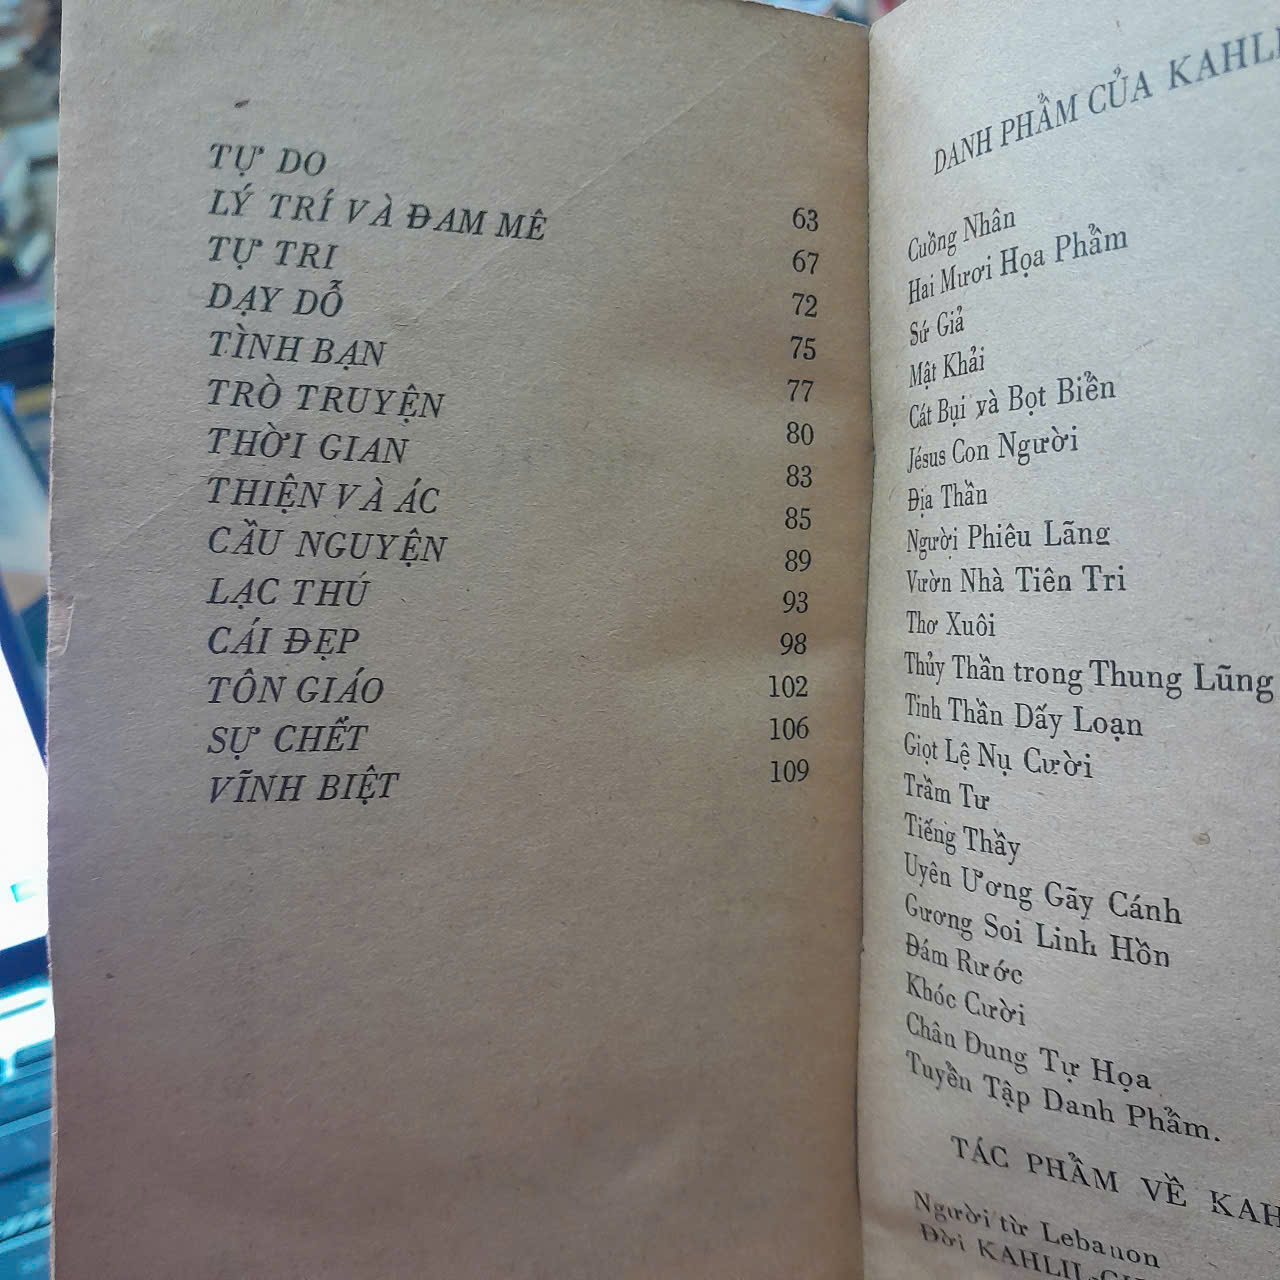 TỰ DO 63
LÝ TRÍ VÀ ĐAM MÊ 67
TỰ TRI 72
DẠY DỖ 75
TÌNH BẠN 77
TRÒ TRUYỆN 80
THỜI GIAN 83
THIỆN VÀ ÁC 85
CẦU NGUYỆN 89
LẠC THÚ 93
CÁI ĐẸP 98
TÔN GIÁO 102
SỰ CHẾT 106
VĨNH BIỆT 109
DANH PHẨM CỦA
Cuồng Nhân
Hai Mươi Họa Phẩm
Sứ Giả
Mật Khải
Cát Bụi và Bọt Biển
Jésus Con Người
Địa Thần
Người Phiêu Lãng
Vườn Nhà Tiên Tri
Thơ Xuôi
Thủy Thần trong Thung Lũng
Tinh Thần Dấy Loạn
Giọt Lệ Nụ Cười
Trầm Tư
Tiếng Thầy
Uyên Ương Gãy Cánh
Gương Soi Linh Hồn
Đám Rước
Khóc Cười
Chân Dung Tự Họa
Tuyền Tập Danh Phẩm.
TÁC PHẨM VỀ
Người từ Lebanon
Đời KAHLIL